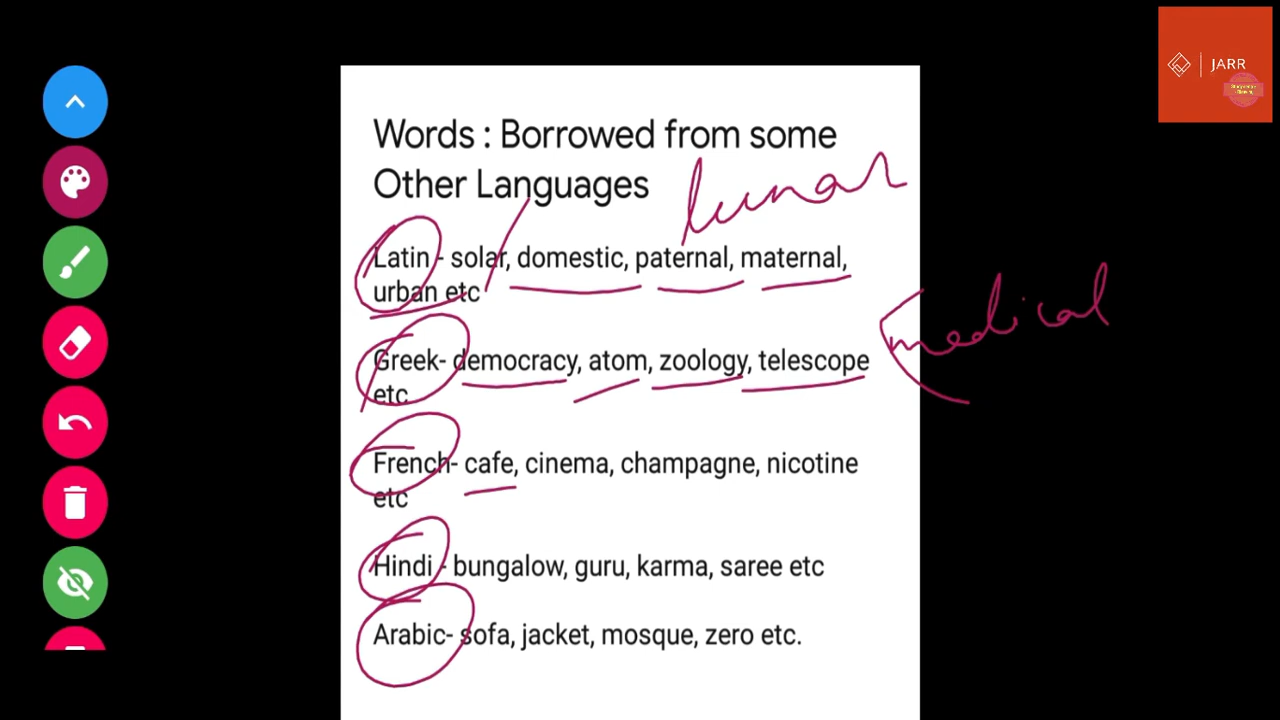 JARR
Words : Borrowed from some
Other Languages
lunar
Latin - solar, domestic, paternal, maternal,
urban etc
medical
Greek- democracy, atom, zoology, telescope
etc
French- cafe, cinema, champagne, nicotine
etc
Hindi - bungalow, guru, karma, saree etc
Arabic- sofa, jacket, mosque, zero etc.